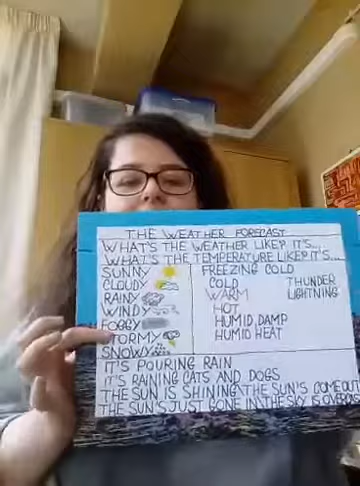 THE WEATHER FORECAST
WHAT'S THE WEATHER LIKE? IT'S...
WHAT'S THE TEMPERATURE LIKE? IT'S...
SUNNY
CLOUDY
RAINY
WINDY
FOGGY
STORMY
SNOWY
FREEZING COLD
COLD
WARM
HOT
HUMID, DAMP
HUMID HEAT
THUNDER
LIGHTNING
IT'S POURING RAIN
IT'S RAINING CATS AND DOGS
THE SUN IS SHINING/THE SUN'S COME OUT
THE SUN'S JUST GONE IN/THE SKY IS